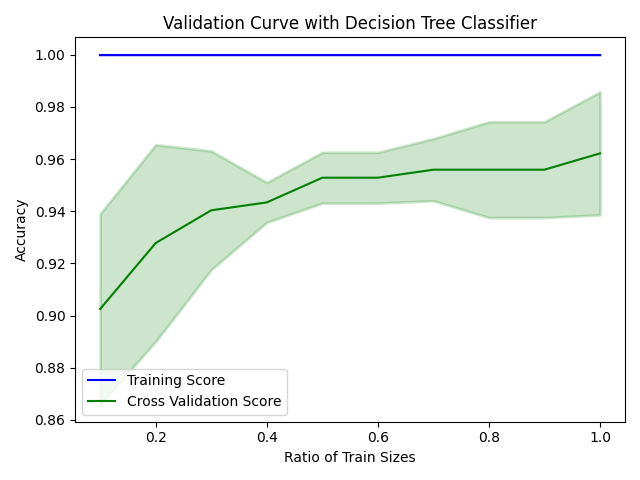 Validation Curve with Decision Tree Classifier
1.00
0.98
0.96
0.94
0.92
0.90
0.88
0.86
Accuracy
Training Score
Cross Validation Score
0.2 0.4 0.6 0.8 1.0
Ratio of Train Sizes